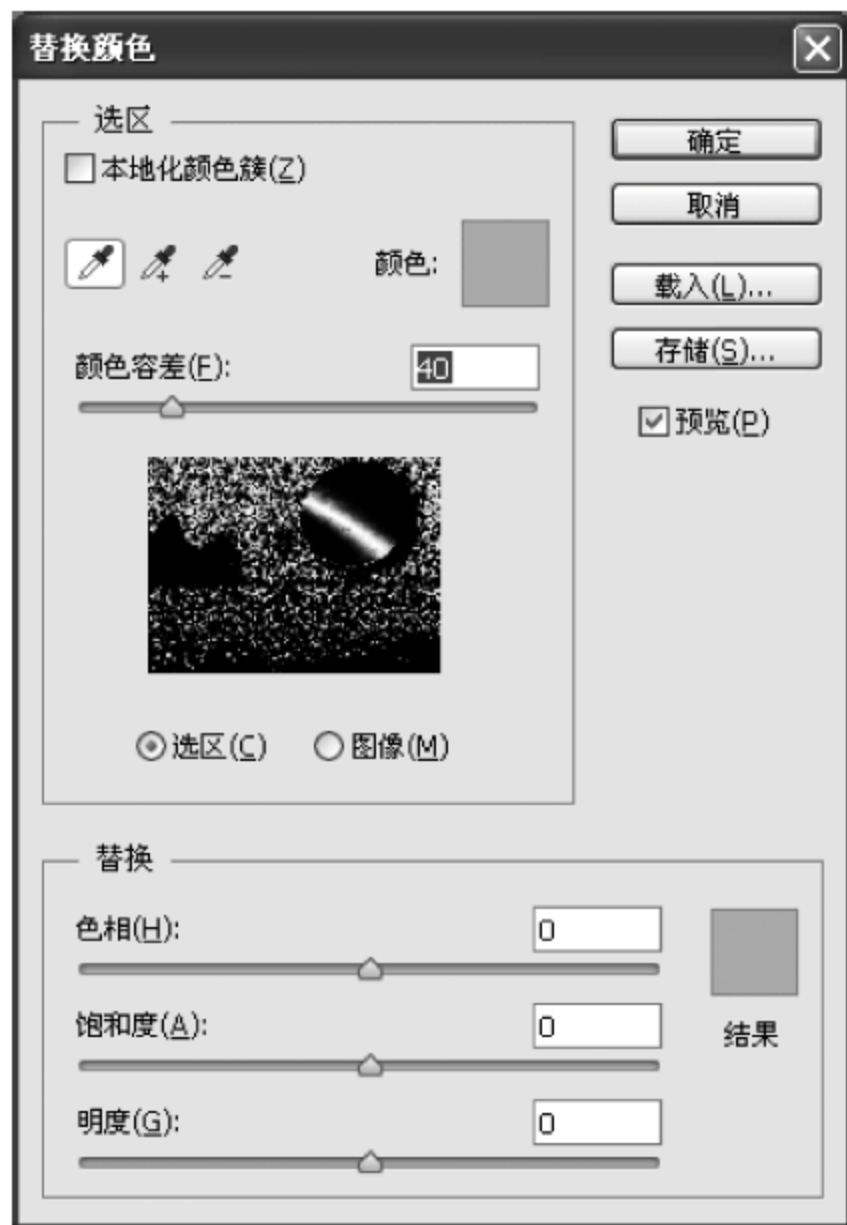 替换颜色
选区
本地化颜色簇(Z)
颜色:
颜色容差(F):
40
选区(C) 图像(M)
确定
取消
载入(L)...
存储(S)...
预览(P)
替换
色相(H): 0
饱和度(A): 0
明度(G): 0
结果